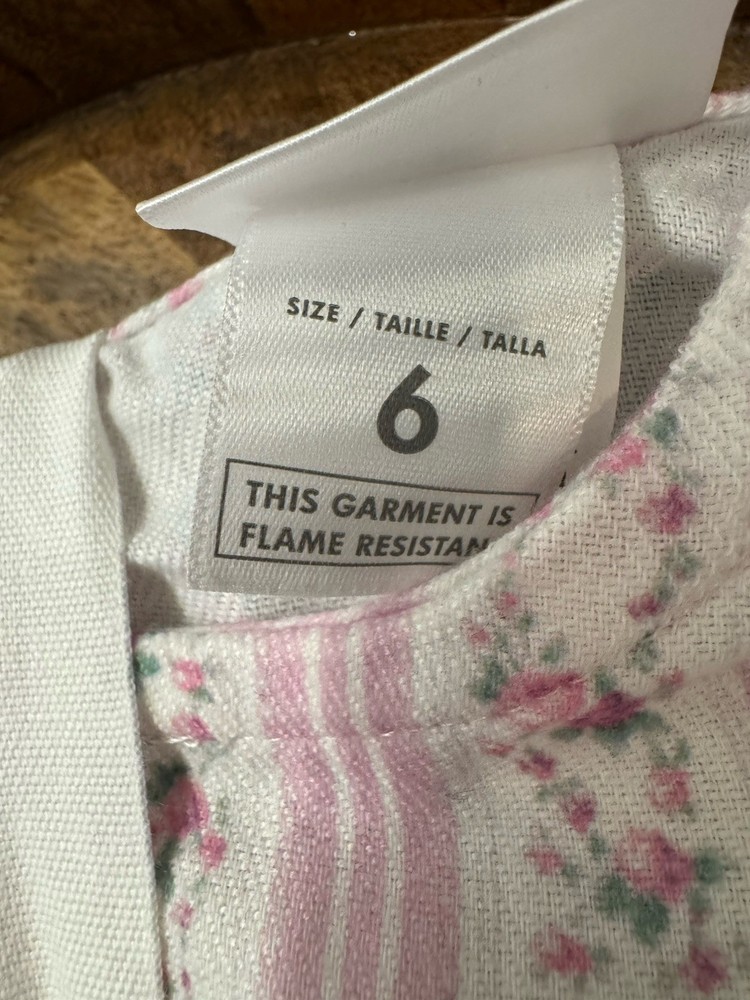 SIZE / TAILLE / TALLA
6
THIS GARMENT IS
FLAME RESISTAN